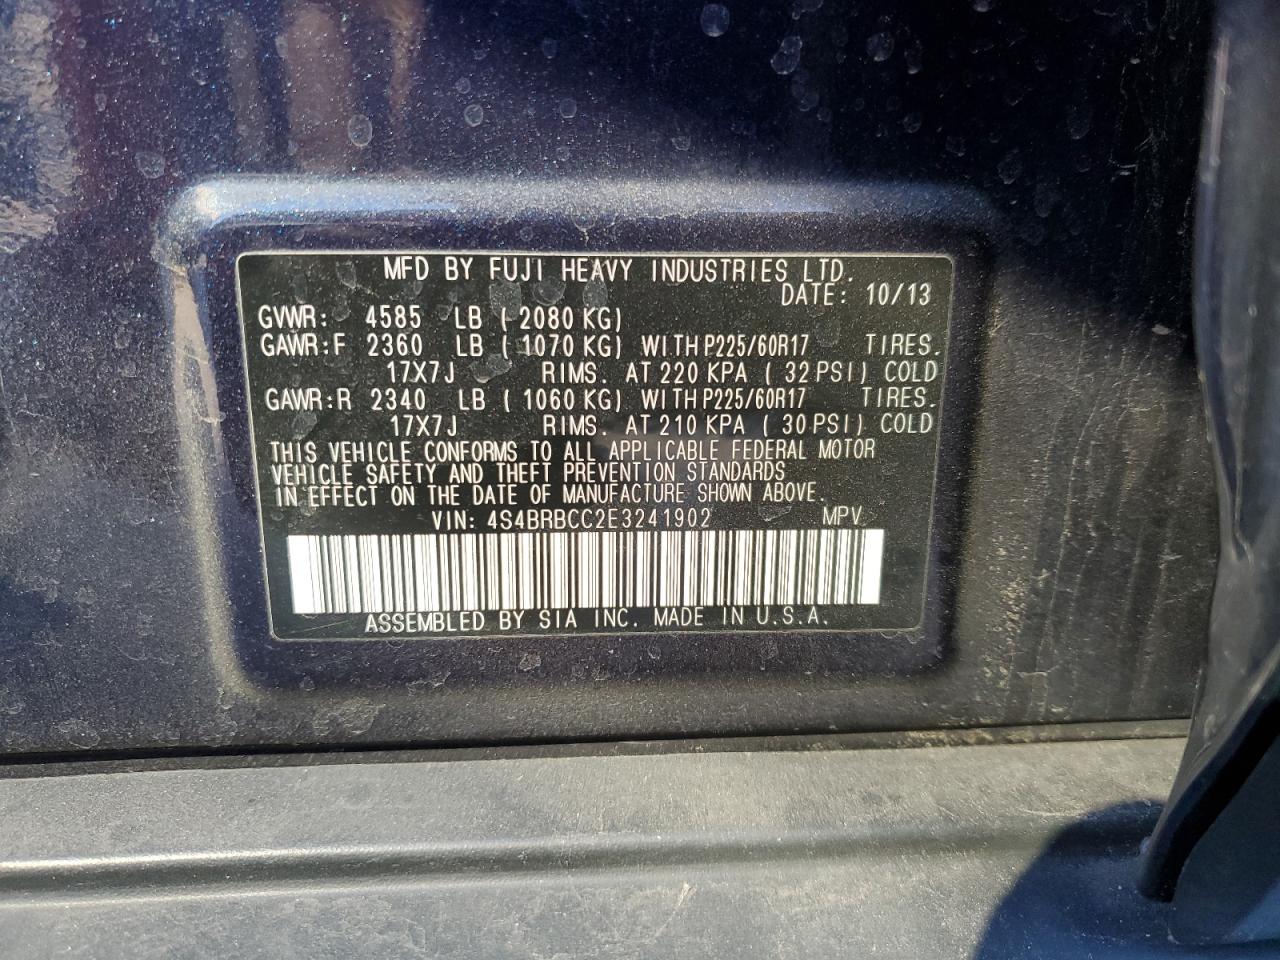 MFD BY FUJI HEAVY INDUSTRIES LTD.
DATE: 10/13
GVWR: 4585 LB ( 2080 KG)
GAWR:F 2360 LB ( 1070 KG) WITH P225/60R17 TIRES.
17X7J RIMS. AT 220 KPA ( 32 PSI) COLD
GAWR:R 2340 LB ( 1060 KG) WITH P225/60R17 TIRES.
17X7J RIMS. AT 210 KPA ( 30 PSI) COLD
THIS VEHICLE CONFORMS TO ALL APPLICABLE FEDERAL MOTOR
VEHICLE SAFETY AND THEFT PREVENTION STANDARDS
IN EFFECT ON THE DATE OF MANUFACTURE SHOWN ABOVE.
VIN: 4S4BRBCC2E3241902 MPV
ASSEMBLED BY SIA INC. MADE IN U.S.A.